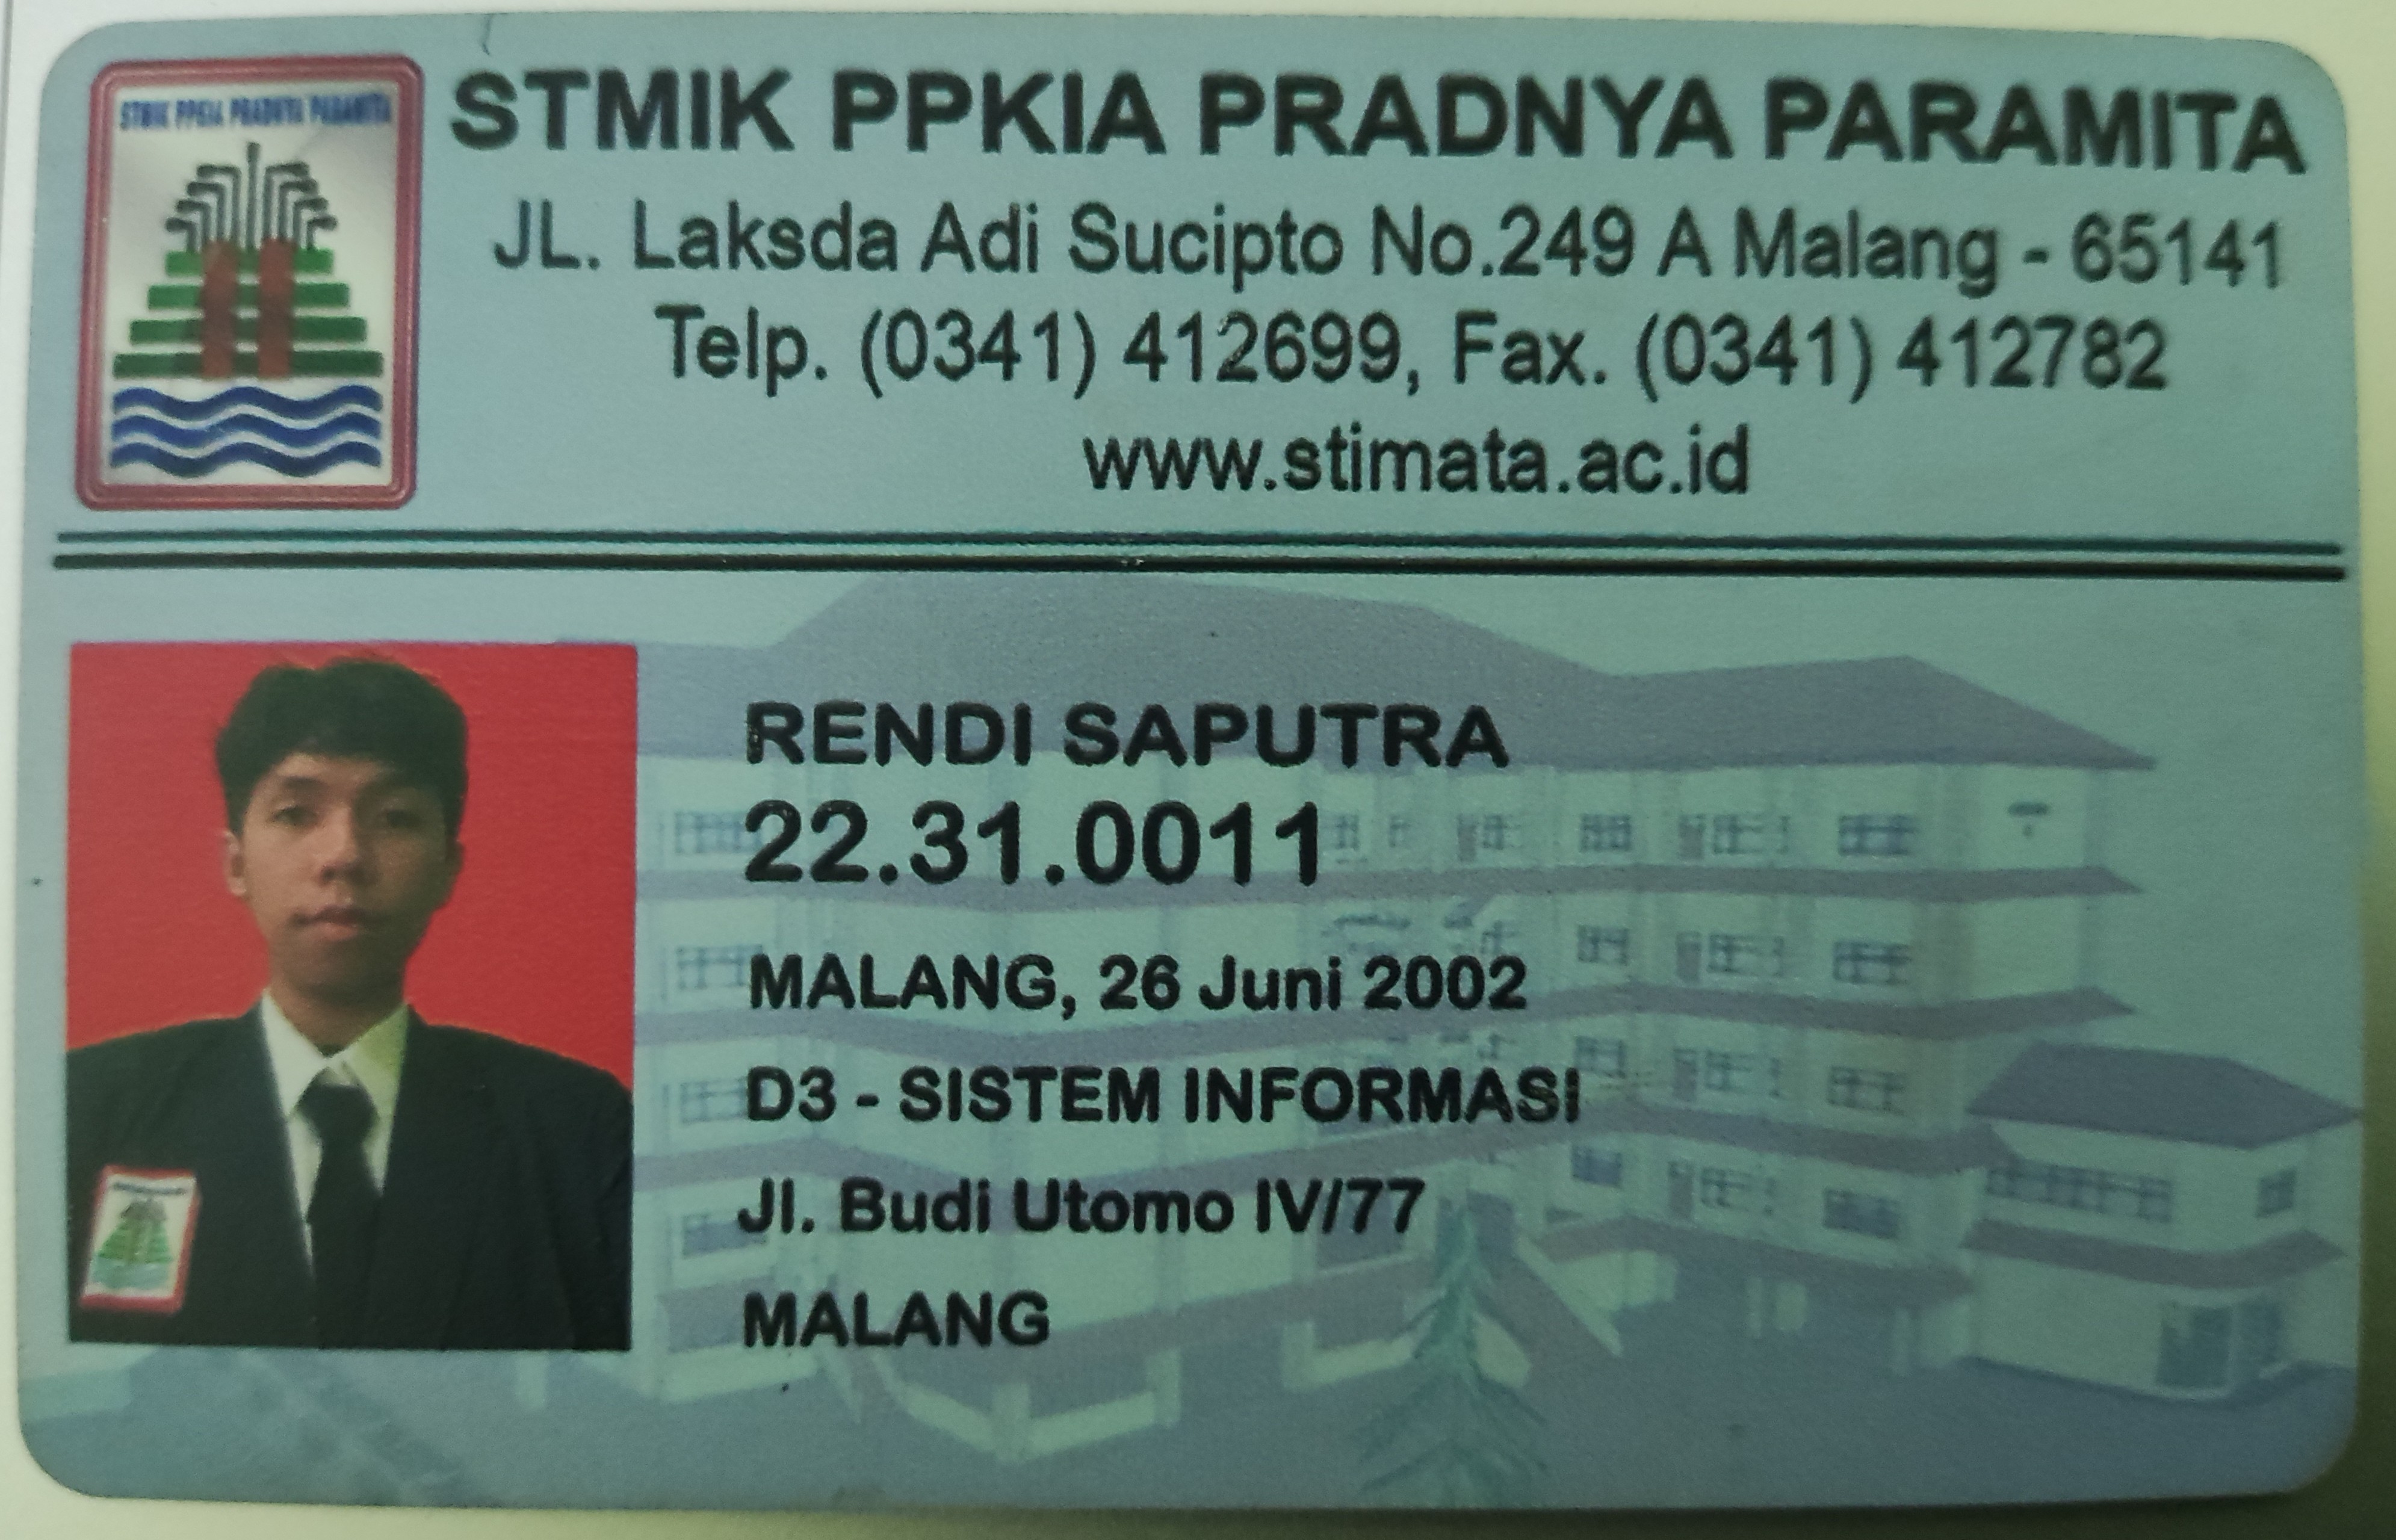 STMIK PPKIA PRADNYA PARAMITA
STMIK PPKIA PRADNYA PARAMITA
JL. Laksda Adi Sucipto No.249 A Malang - 65141
Telp. (0341) 412699, Fax. (0341) 412782
www.stimata.ac.id
RENDI SAPUTRA
22.31.0011
MALANG, 26 Juni 2002
D3 - SISTEM INFORMASI
Jl. Budi Utomo IV/77
MALANG